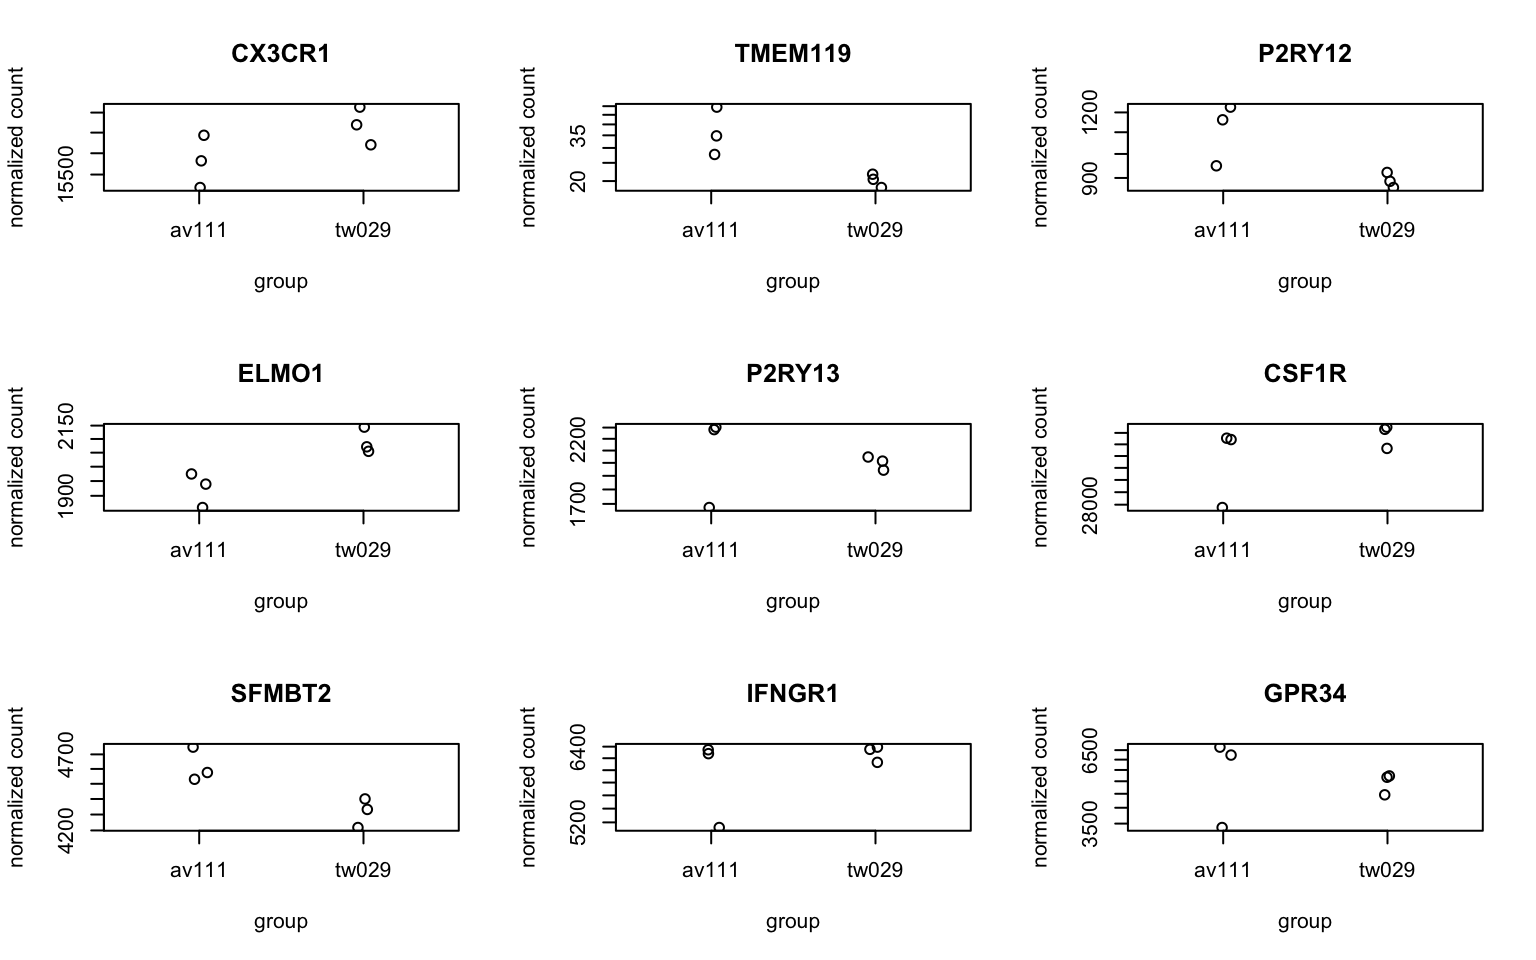 CX3CR1
normalized count
15500
av111 tw029
group
TMEM119
normalized count
35
20
av111 tw029
group
P2RY12
normalized count
1200
900
av111 tw029
group
ELMO1
normalized count
2150
1900
av111 tw029
group
P2RY13
normalized count
2200
1700
av111 tw029
group
CSF1R
normalized count
28000
av111 tw029
group
SFMBT2
normalized count
4700
4200
av111 tw029
group
IFNGR1
normalized count
6400
5200
av111 tw029
group
GPR34
normalized count
6500
3500
av111 tw029
group